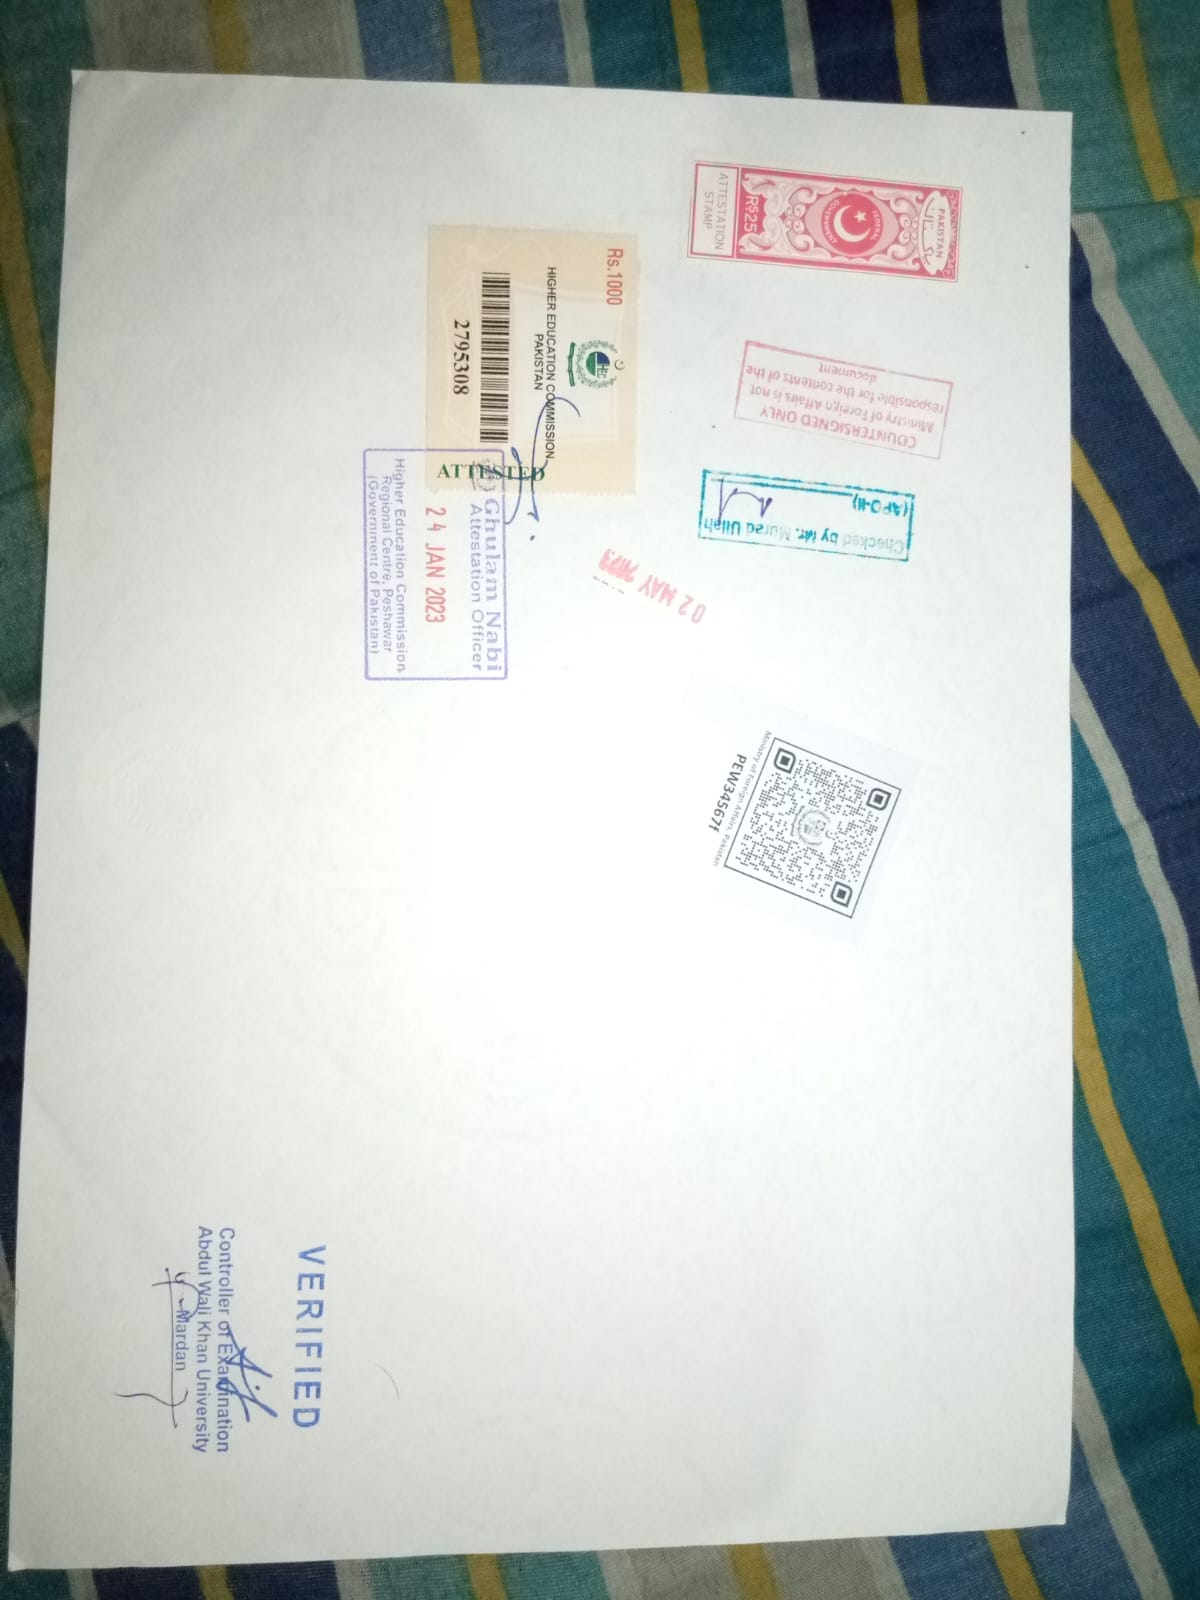 PAKISTAN
پاکستان
FEDERAL
GOVERNMENT
RS25
ATTESTATION
STAMP
COUNTERSIGNED ONLY
Ministry of Foreign Affairs is not
responsible for the contents of the
document
Checked by Mr. Murad Ullah
02 MAY 2023
Rs.1000
HEC
HIGHER EDUCATION COMMISSION
PAKISTAN
2795308
ATTESTED
Ghulam Nabi
Attestation Officer
24 JAN 2023
Higher Education Commission
Regional Centre, Peshawar
(Government of Pakistan)
Ministry of Foreign Affairs, Pakistan
VERIFIED
Controller of Examination
Abdul Wali Khan University
Mardan